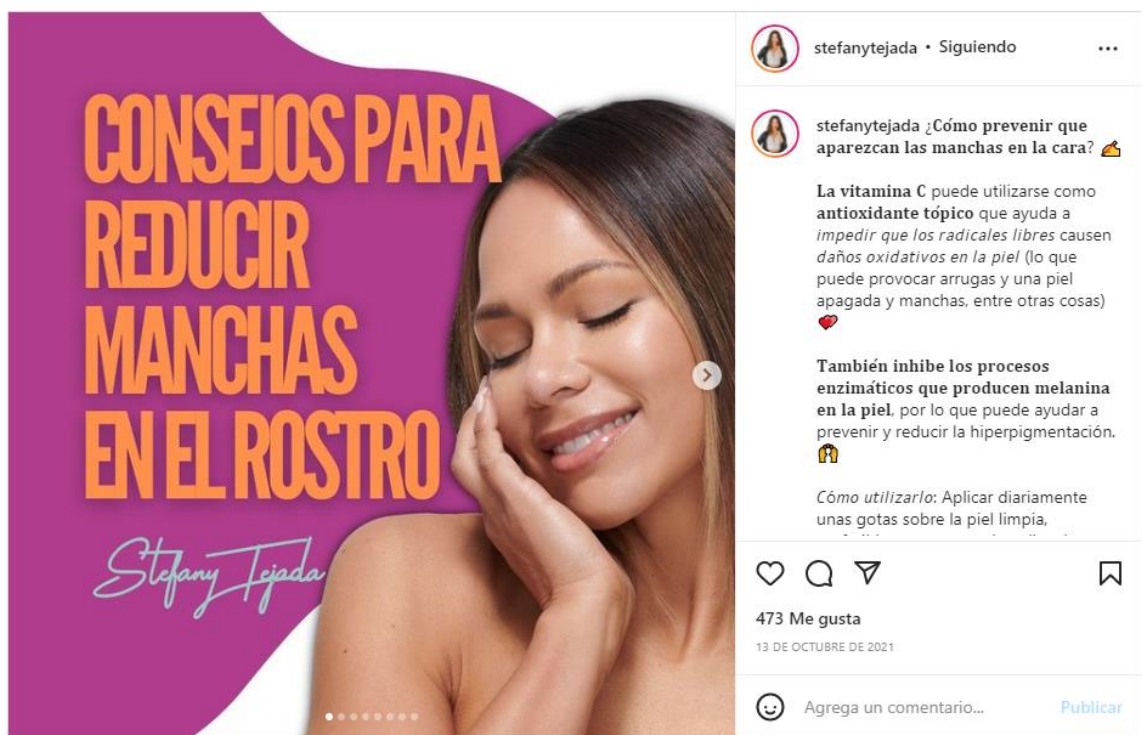 CONSEJOS PARA
REDUCIR
MANCHAS
EN EL ROSTRO
Stefany Tejada
stefanytejada • Siguiendo
stefanytejada ¿Cómo prevenir que
aparezcan las manchas en la cara? ✍
La vitamina C puede utilizarse como
antioxidante tópico que ayuda a
impedir que los radicales libres causen
daños oxidativos en la piel (lo que
puede provocar arrugas y una piel
apagada y manchas, entre otras cosas)
💕
También inhibe los procesos
enzimáticos que producen melanina
en la piel, por lo que puede ayudar a
prevenir y reducir la hiperpigmentación.
🙌
Cómo utilizarlo: Aplicar diariamente
unas gotas sobre la piel limpia,
473 Me gusta
13 DE OCTUBRE DE 2021
Agrega un comentario...
Publicar